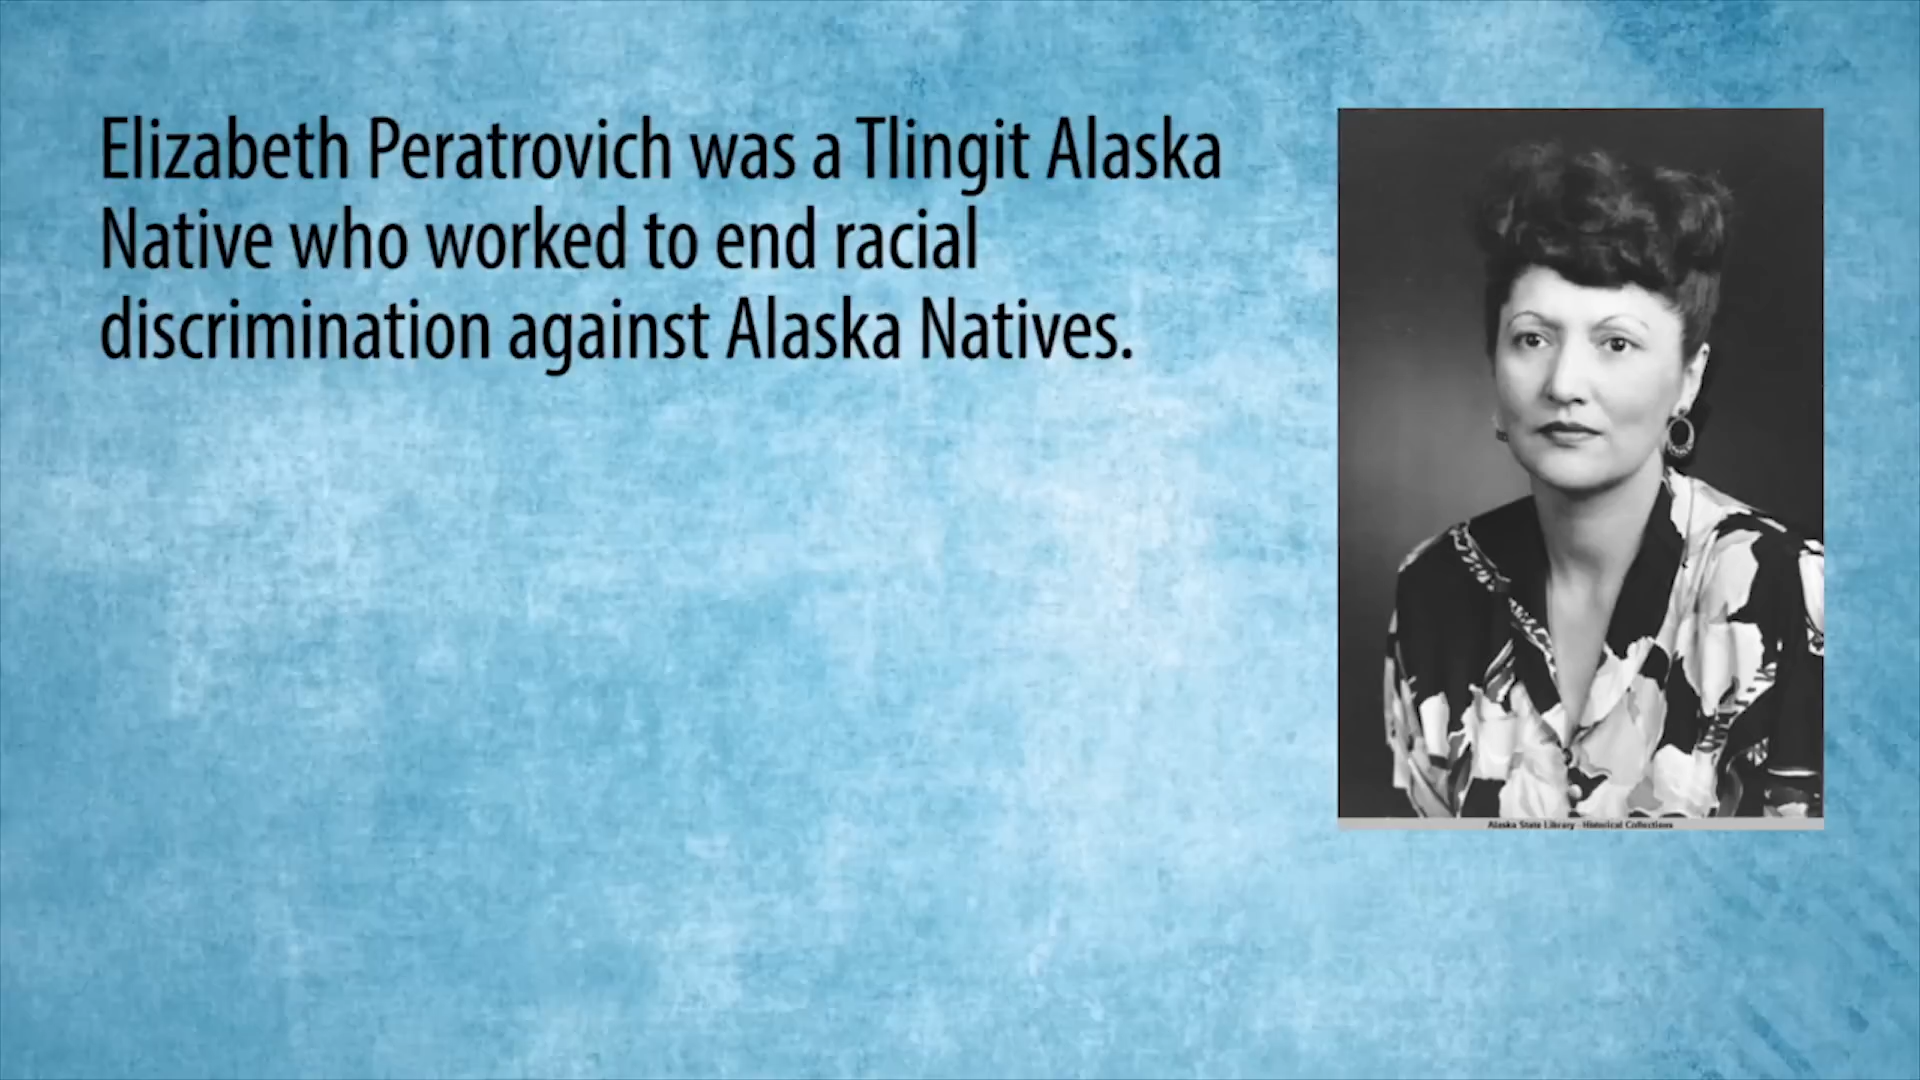 Elizabeth Peratrovich was a Tlingit Alaska
Native who worked to end racial
discrimination against Alaska Natives.
Alaska State Library - Historical Collections